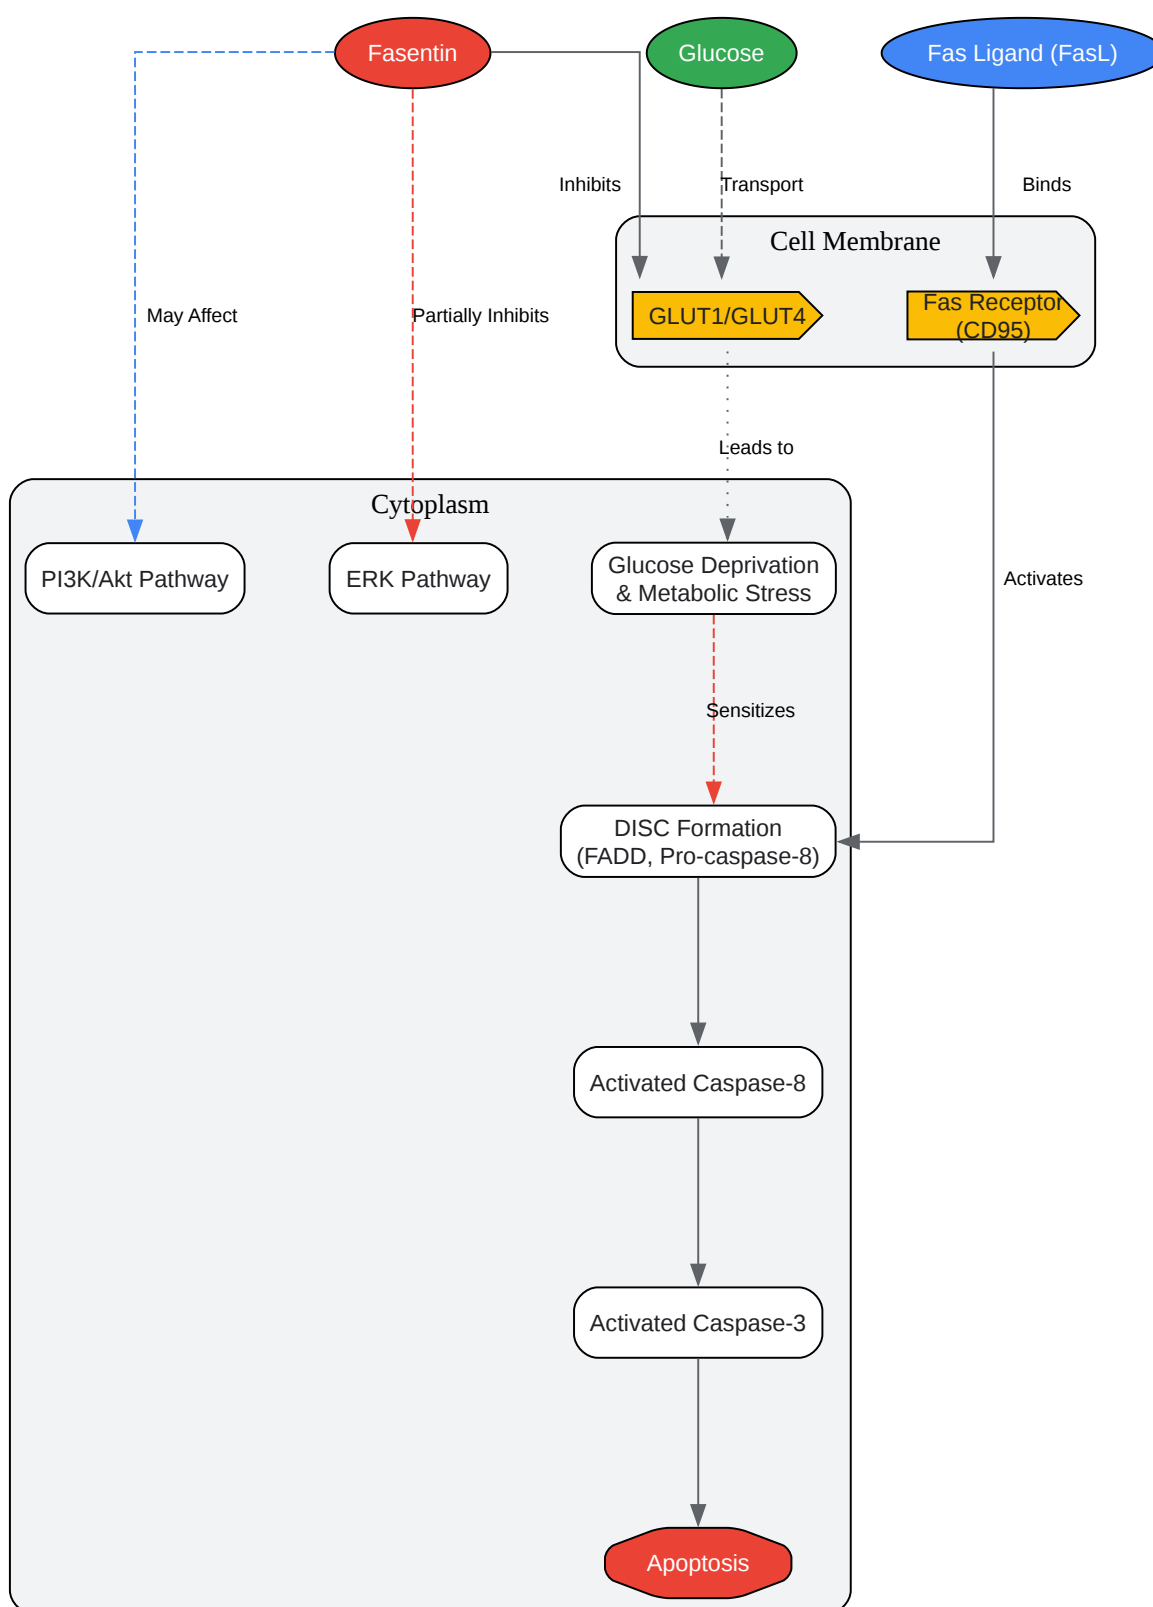 Fasentin
Glucose
Fas Ligand (FasL)
Inhibits
Transport
Binds
Cell Membrane
May Affect
Partially Inhibits
GLUT1/GLUT4
Fas Receptor
(CD95)
Leads to
Cytoplasm
PI3K/Akt Pathway
ERK Pathway
Glucose Deprivation
& Metabolic Stress
Activates
Sensitizes
DISC Formation
(FADD, Pro-caspase-8)
Activated Caspase-8
Activated Caspase-3
Apoptosis